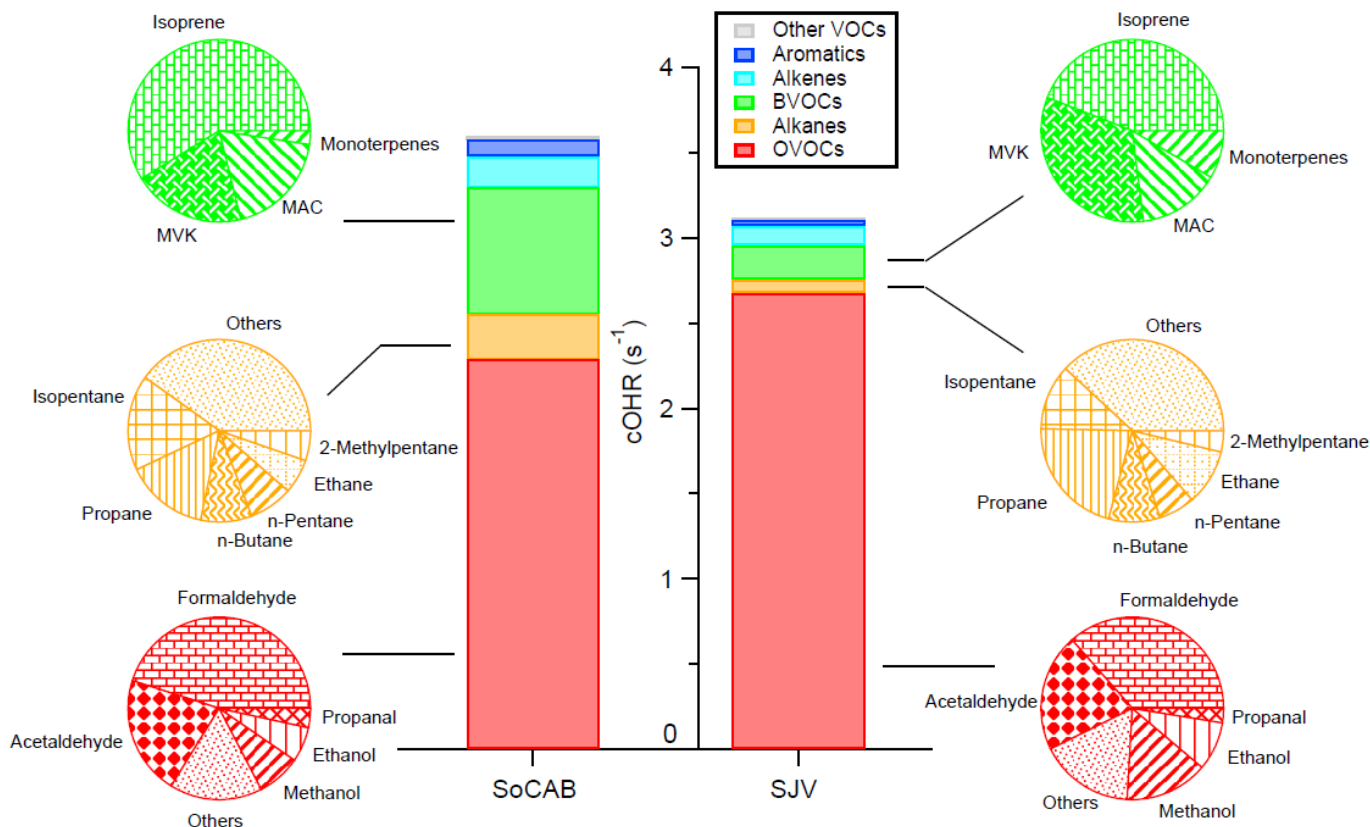 Isoprene
Monoterpenes
MAC
MVK
Others
Isopentane
2-Methylpentane
Ethane
Propane
n-Pentane
n-Butane
Formaldehyde
Propanal
Acetaldehyde
Ethanol
Methanol
Others
Other VOCs
Aromatics
Alkenes
BVOCs
Alkanes
OVOCs
4
3
2
1
0
cOHR (s⁻¹)
SoCAB
SJV
Isoprene
MVK
Monoterpenes
MAC
Others
Isopentane
2-Methylpentane
Ethane
Propane
n-Pentane
n-Butane
Formaldehyde
Acetaldehyde
Propanal
Ethanol
Others
Methanol